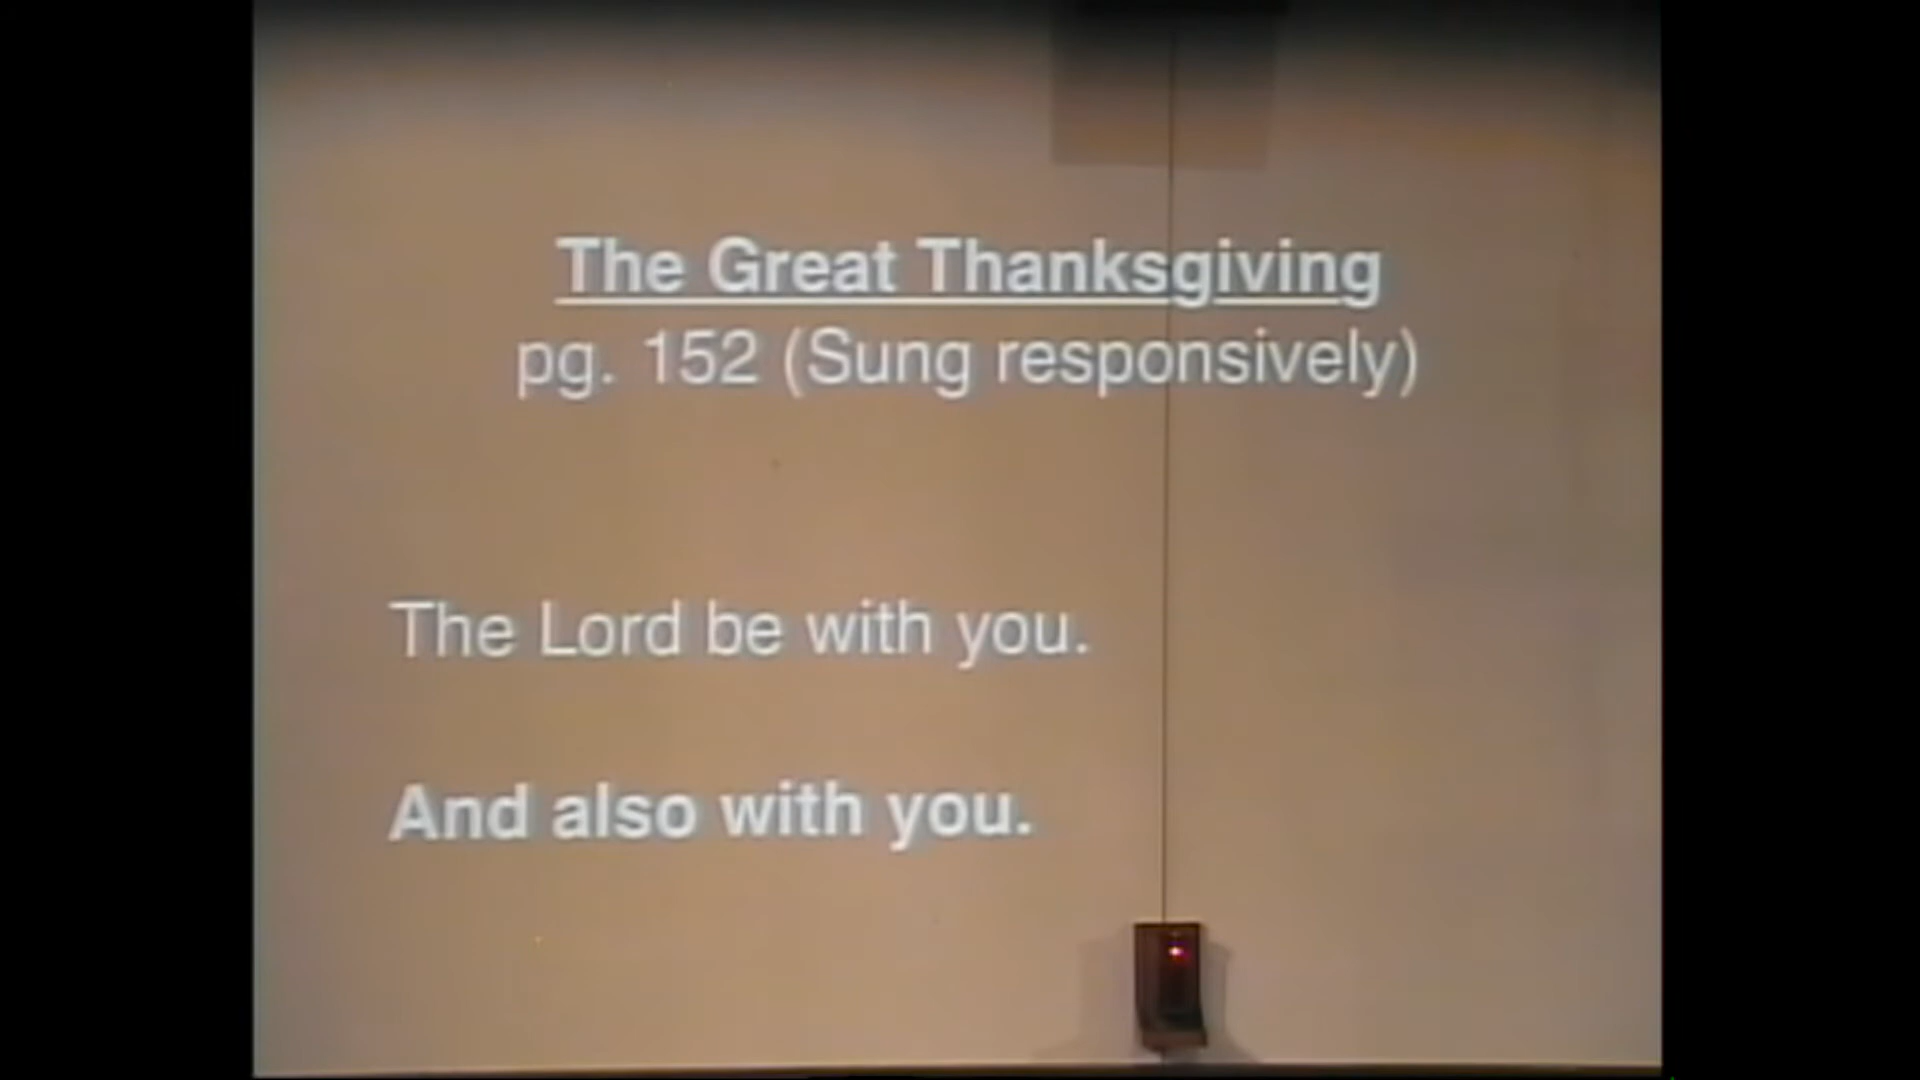 The Great Thanksgiving
pg. 152 (Sung responsively)
The Lord be with you.
And also with you.